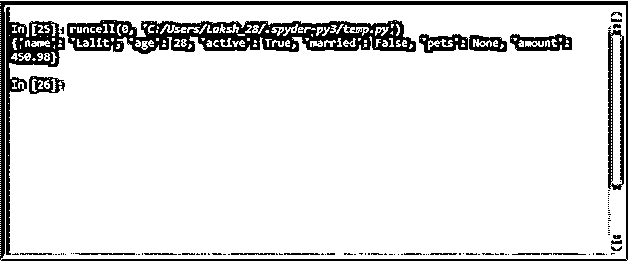 In [25]: runcell(0, 'C:/Users/Laksh_28/.spyder-py3/temp.py')
{'name': 'Lalit', 'age': 28, 'active': True, 'married': False, 'pets': None, 'amount':
450.98}
In [26]: